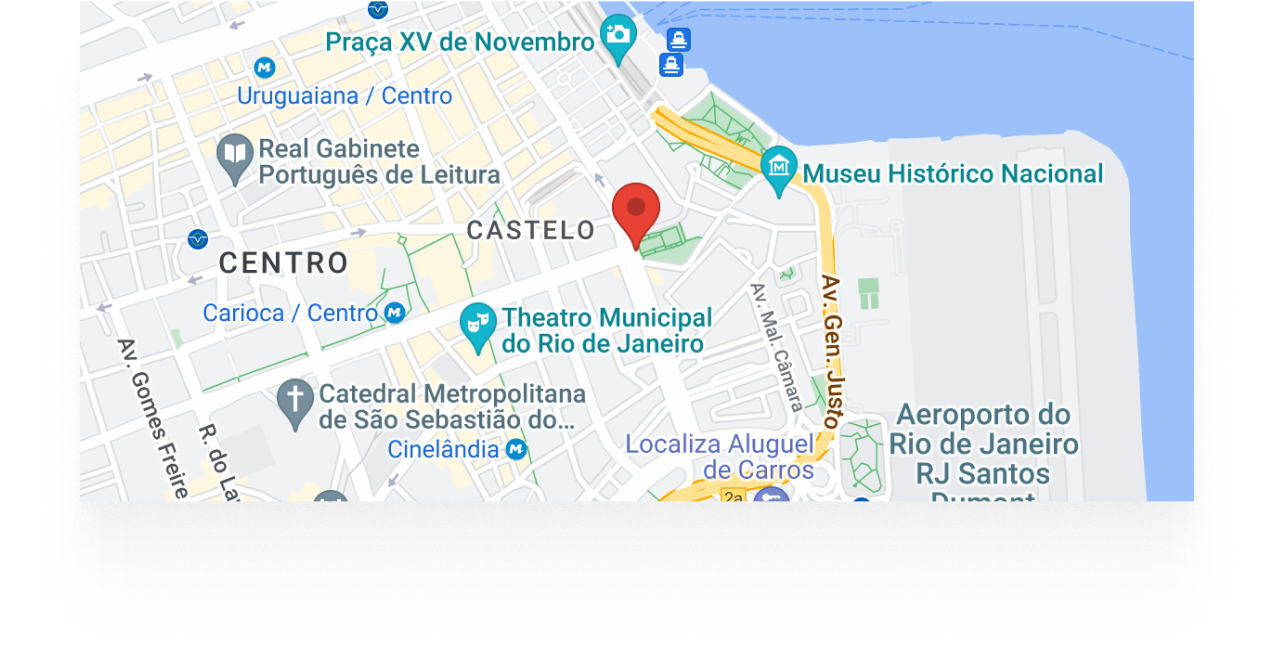 Praça XV de Novembro
Uruguaiana / Centro
Real Gabinete
Português de Leitura
Museu Histórico Nacional
CASTELO
CENTRO
Carioca / Centro
Theatro Municipal
do Rio de Janeiro
Av. Mal. Câmara
Av. Gen. Justo
Av. Gomes Freire
R. do La
Catedral Metropolitana
de São Sebastião do...
Cinelândia
Localiza Aluguel
de Carros
Aeroporto do
Rio de Janeiro
RJ Santos
Dumont
2a